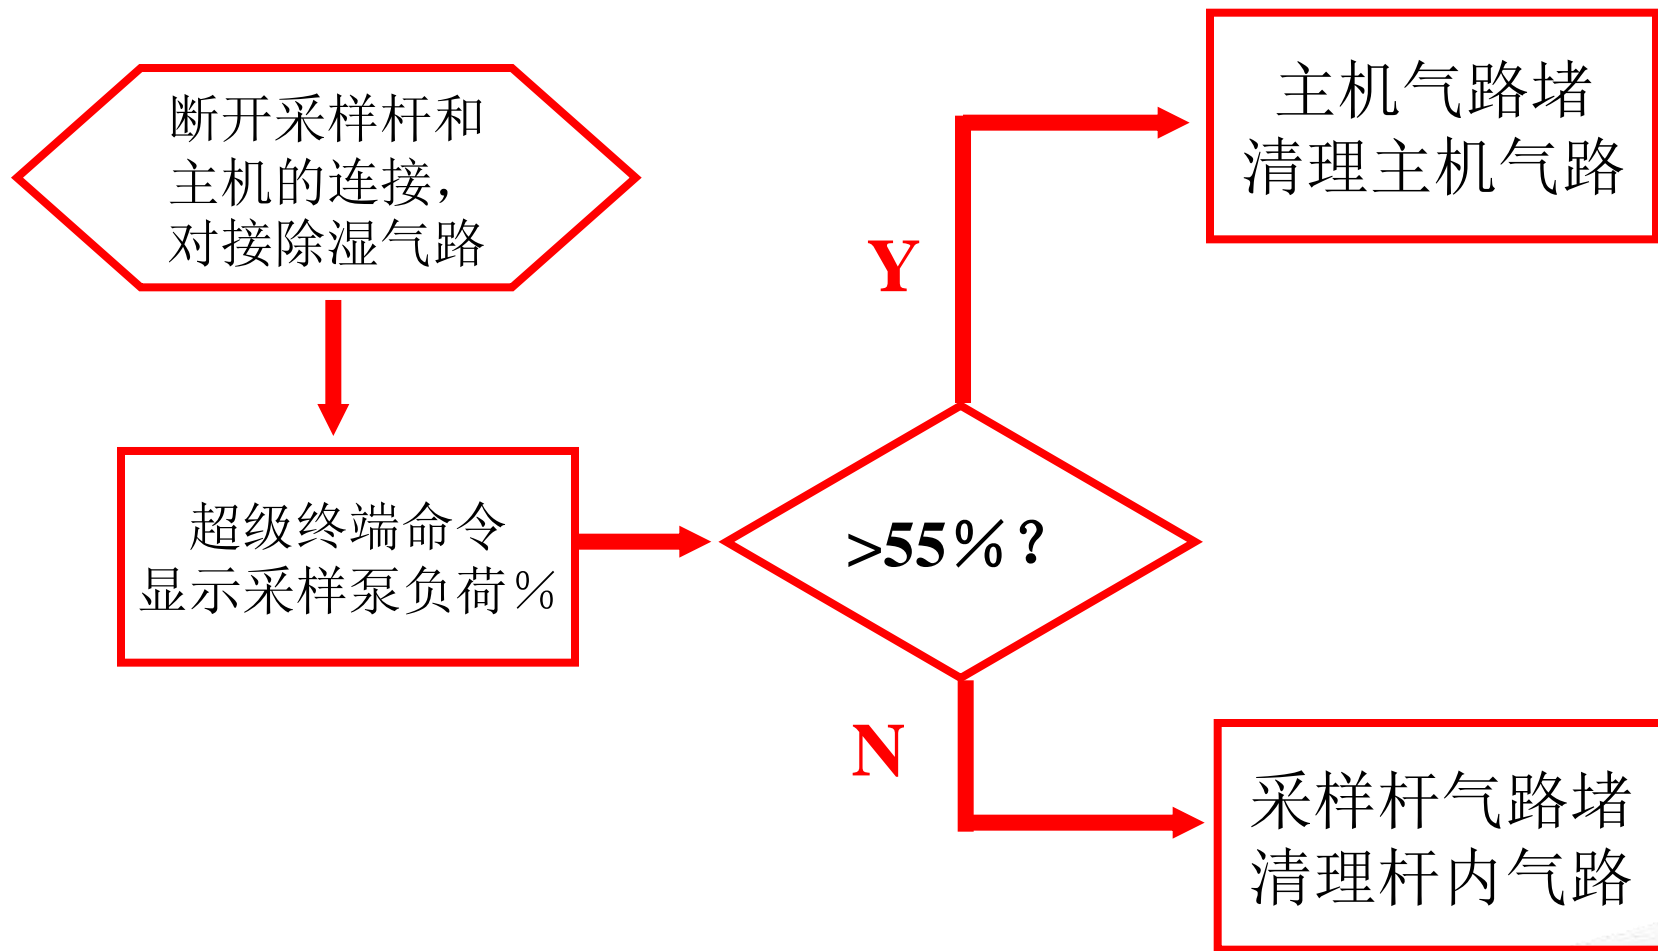 断开采样杆和
主机的连接，
对接除湿气路
超级终端命令
显示采样泵负荷％
>55％？
Y
主机气路堵
清理主机气路
N
采样杆气路堵
清理杆内气路